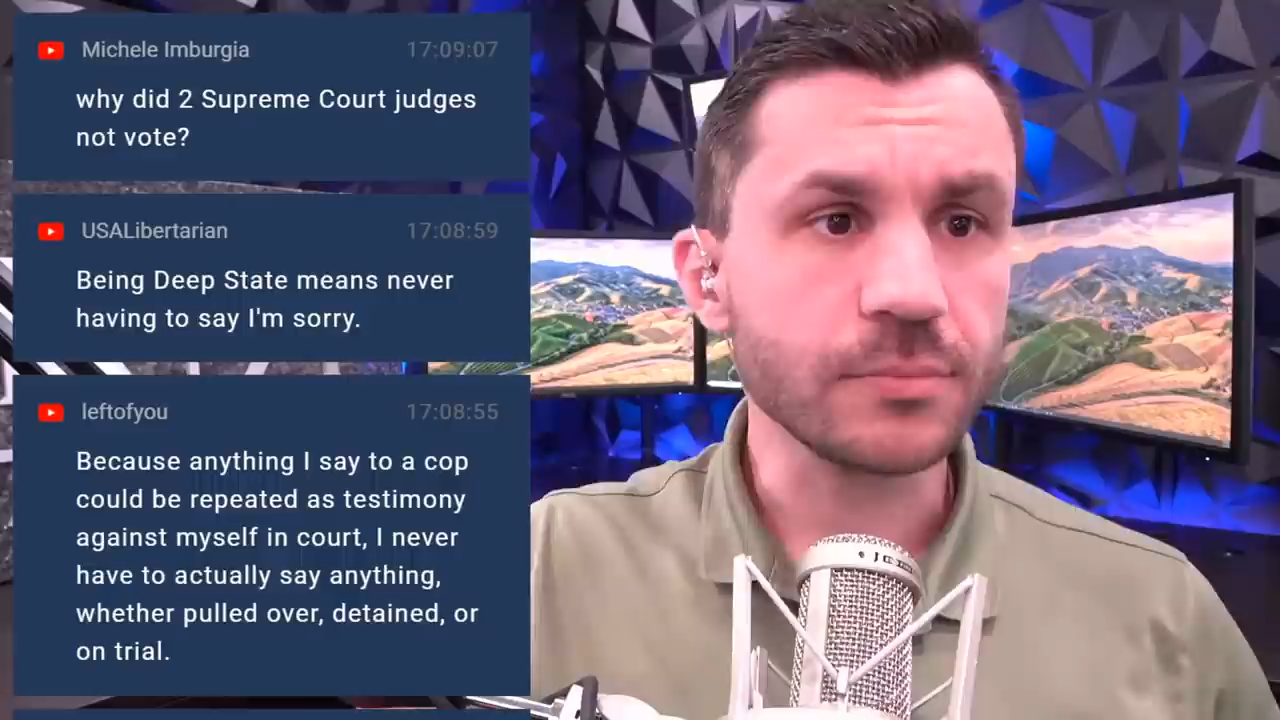 Michele Imburgia 17:09:07
why did 2 Supreme Court judges
not vote?
USALibertarian 17:08:59
Being Deep State means never
having to say I'm sorry.
leftofyou 17:08:55
Because anything I say to a cop
could be repeated as testimony
against myself in court, I never
have to actually say anything,
whether pulled over, detained, or
on trial.